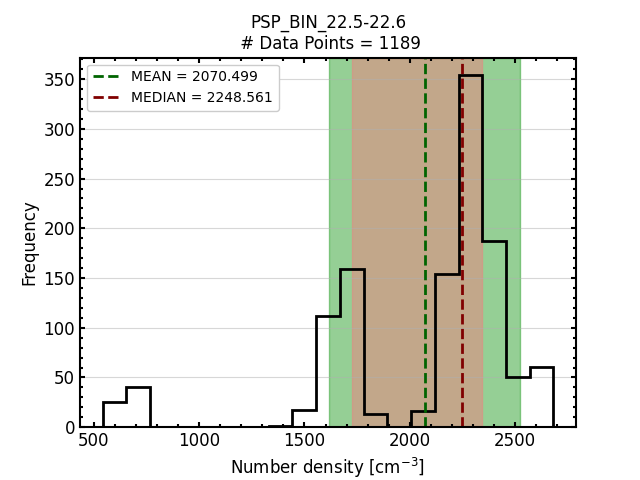 PSP_BIN_22.5-22.6
# Data Points = 1189
MEAN = 2070.499
MEDIAN = 2248.561
Frequency
350
300
250
200
150
100
50
0
500 1000 1500 2000 2500
Number density [cm⁻³]